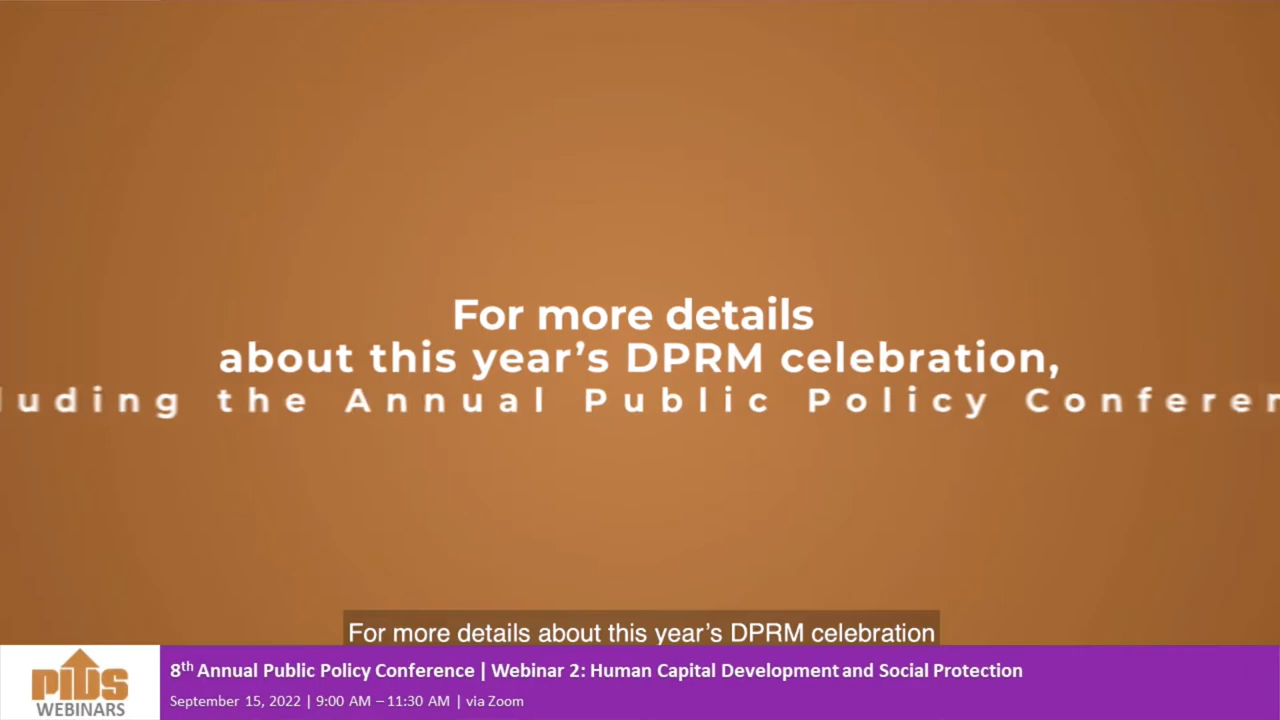 For more details
about this year’s DPRM celebration,
luding the Annual Public Policy Conferen
For more details about this year’s DPRM celebration
8th Annual Public Policy Conference | Webinar 2: Human Capital Development and Social Protection
September 15, 2022 | 9:00 AM – 11:30 AM | via Zoom
PIDS
WEBINARS